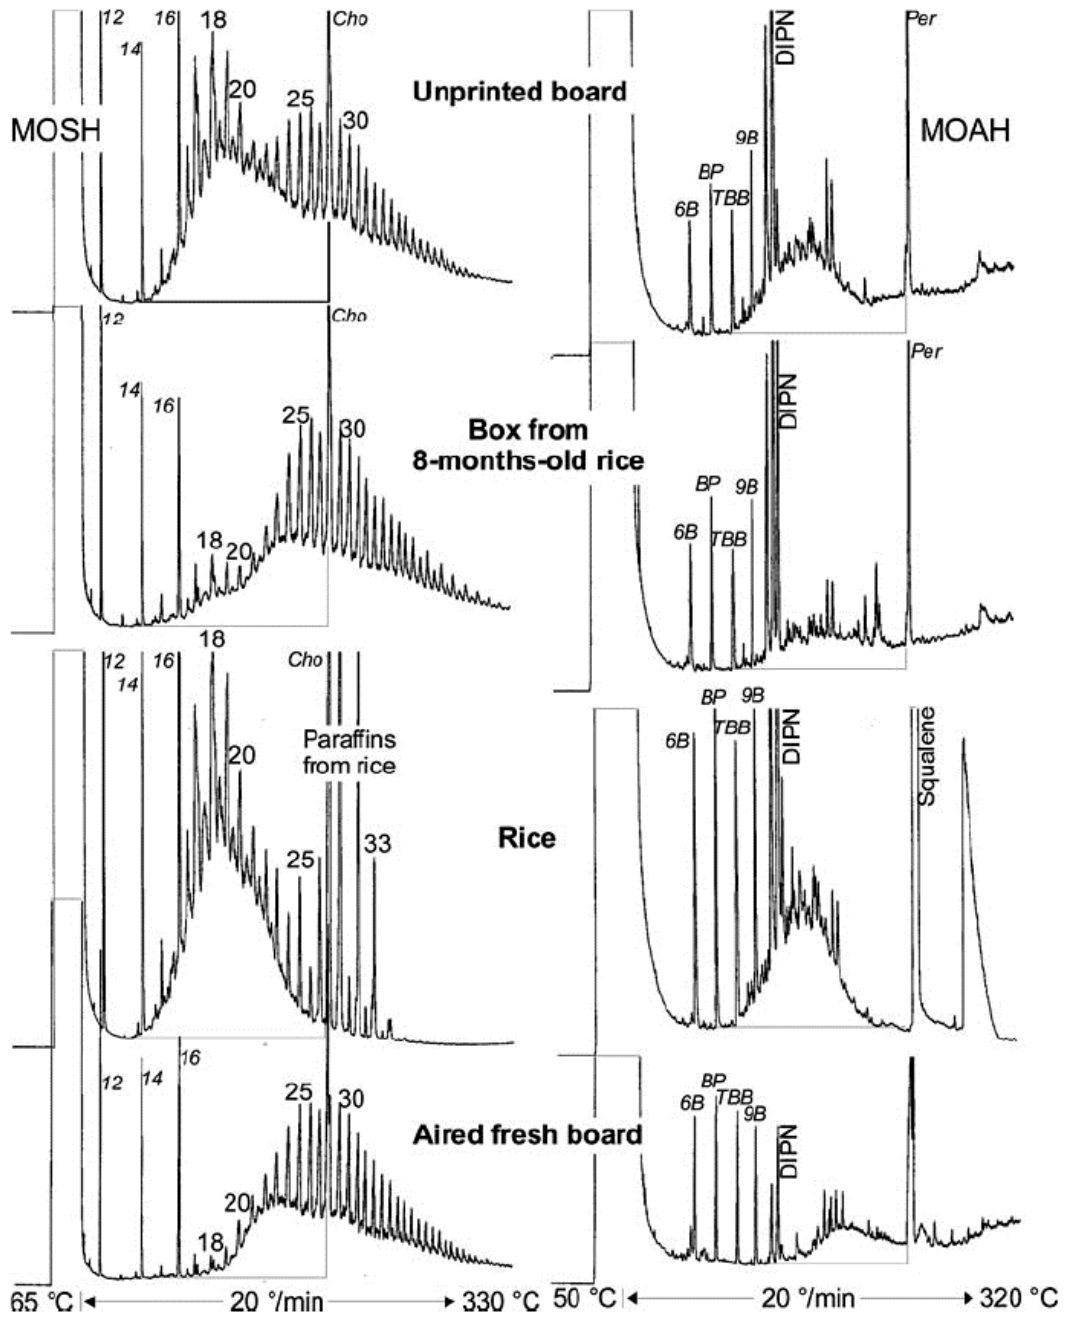 12
16
18
Cho
14
20
25
30
MOSH
Unprinted board
DIPN
Per
MOAH
9B
BP
6B
TBB
12
Cho
14
16
25
30
18
20
Box from
8-months-old rice
DIPN
Per
BP
9B
6B
TBB
18
12
16
Cho
14
20
Paraffins
from rice
25
33
Rice
BP
9B
6B
TBB
DIPN
Squalene
16
12
14
25
30
20
18
Aired fresh board
BP
6B
TBB
9B
DIPN
65 °C
20 °/min
330 °C
50 °C
20 °/min
320 °C